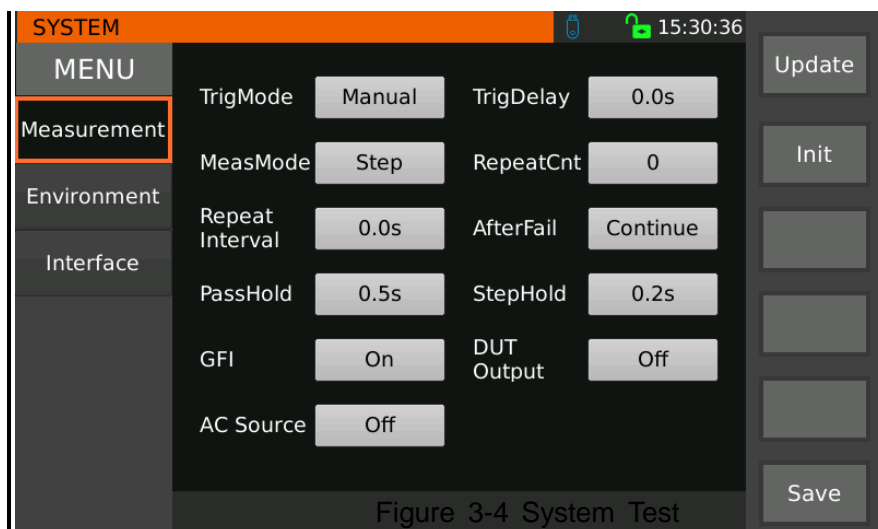 SYSTEM
15:30:36
MENU
Measurement
Environment
Interface
TrigMode Manual TrigDelay 0.0s
MeasMode Step RepeatCnt 0
Repeat
Interval 0.0s AfterFail Continue
PassHold 0.5s StepHold 0.2s
GFI On DUT
Output Off
AC Source Off
Update
Init
Save
Figure 3-4 System Test